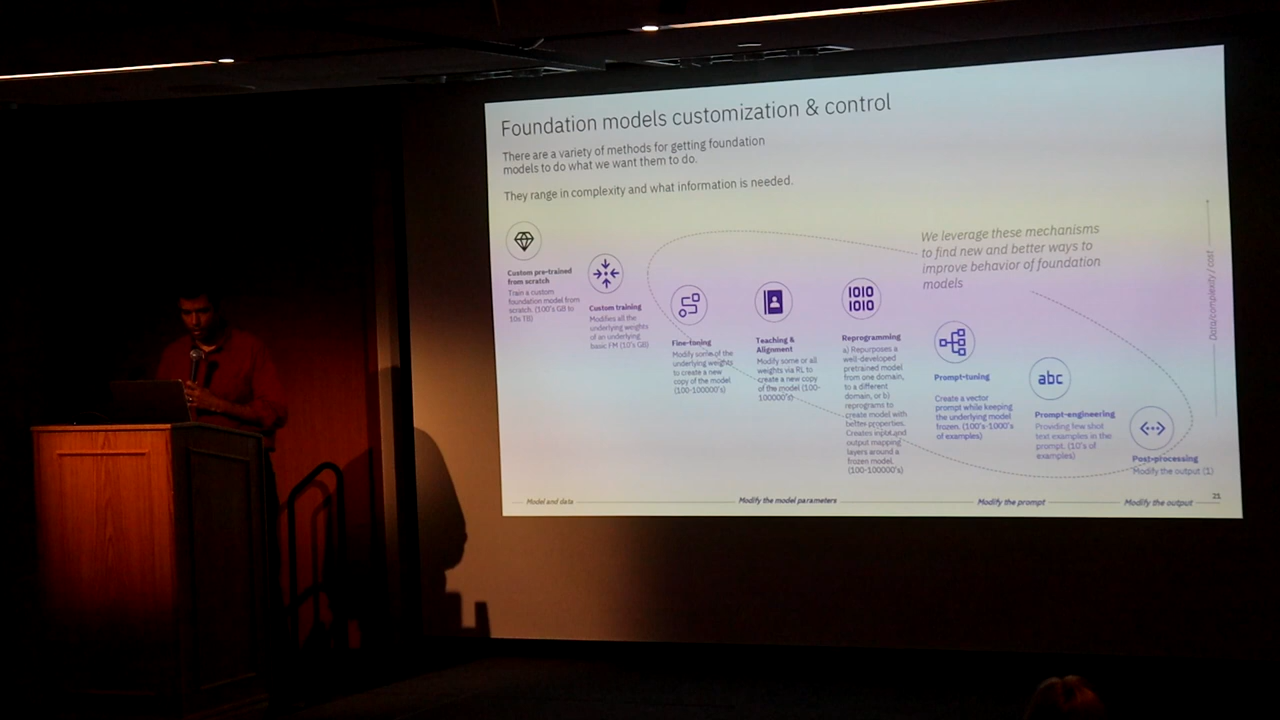 Foundation models customization & control
There are a variety of methods for getting foundation
models to do what we want them to do.
They range in complexity and what information is needed.
We leverage these mechanisms
to find new and better ways to
improve behavior of foundation
models
Data/complexity / cost
Custom pre-trained
from scratch
Train a custom
foundation model from
scratch. (100's GB to
10s TB)
Custom training
Modifies all the
underlying weights
of an underlying
basic FM (10's GB)
Fine-tuning
Modify some of the
underlying weights
to create a new
copy of the model
(100-100000's)
Teaching &
Alignment
Modify some or all
weights via RL to
create a new copy
of the model (100-
100000's)
1010
1010
Reprogramming
a) Repurposes a
well-developed
pretrained model
from one domain,
to a different
domain, or b)
reprograms to
create model with
better properties.
Creates input and
output mapping
layers around a
frozen model.
(100-100000's)
Prompt-tuning
Create a vector
prompt while keeping
the underlying model
frozen. (100's-1000's
of examples)
abc
Prompt-engineering
Providing few shot
text examples in the
prompt. (10's of
examples)
Post-processing
Modify the output (1)
Model and data
Modify the model parameters
Modify the prompt
Modify the output
21